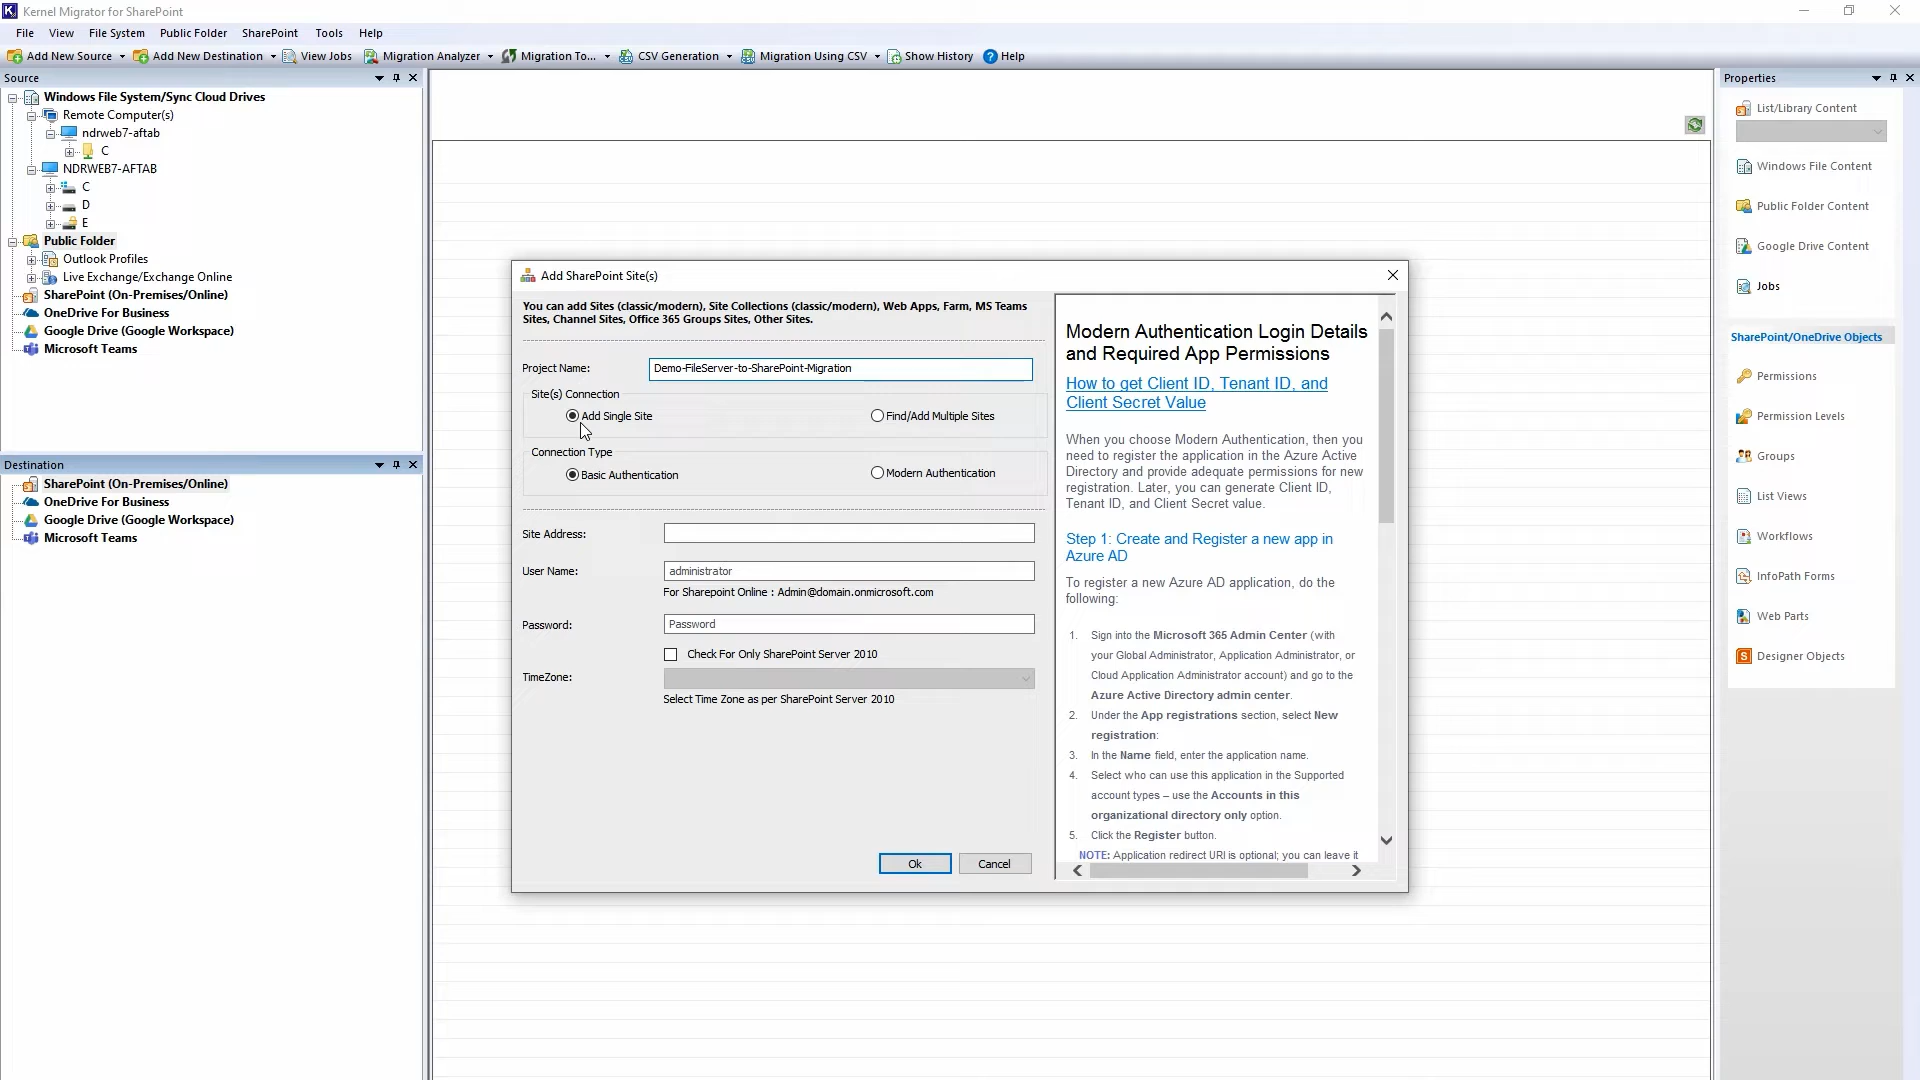 Kernel Migrator for SharePoint
File View File System Public Folder SharePoint Tools Help
Add New Source Add New Destination View Jobs Migration Analyzer Migration To... CSV Generation Migration Using CSV Show History Help
Source
Windows File System/Sync Cloud Drives
Remote Computer(s)
ndrweb7-aftab
C
NDRWEB7-AFTAB
C
D
E
Public Folder
Outlook Profiles
Live Exchange/Exchange Online
SharePoint (On-Premises/Online)
OneDrive For Business
Google Drive (Google Workspace)
Microsoft Teams
Destination
SharePoint (On-Premises/Online)
OneDrive For Business
Google Drive (Google Workspace)
Microsoft Teams
Add SharePoint Site(s)
You can add Sites (classic/modern), Site Collections (classic/modern), Web Apps, Farm, MS Teams
Sites, Channel Sites, Office 365 Groups Sites, Other Sites.
Project Name: Demo-FileServer-to-SharePoint-Migration
Site(s) Connection
Add Single Site Find/Add Multiple Sites
Connection Type
Basic Authentication Modern Authentication
Site Address:
User Name: administrator
For Sharepoint Online : Admin@domain.onmicrosoft.com
Password: Password
Check For Only SharePoint Server 2010
TimeZone:
Select Time Zone as per SharePoint Server 2010
Ok Cancel
Modern Authentication Login Details
and Required App Permissions
How to get Client ID, Tenant ID, and
Client Secret Value
When you choose Modern Authentication, then you
need to register the application in the Azure Active
Directory and provide adequate permissions for new
registration. Later, you can generate Client ID,
Tenant ID, and Client Secret value.
Step 1: Create and Register a new app in
Azure AD
To register a new Azure AD application, do the
following:
1. Sign into the Microsoft 365 Admin Center (with
your Global Administrator, Application Administrator, or
Cloud Application Administrator account) and go to the
Azure Active Directory admin center.
2. Under the App registrations section, select New
registration:
3. In the Name field, enter the application name.
4. Select who can use this application in the Supported
account types – use the Accounts in this
organizational directory only option.
5. Click the Register button.
NOTE: Application redirect URI is optional; you can leave it
Properties
List/Library Content
Windows File Content
Public Folder Content
Google Drive Content
Jobs
SharePoint/OneDrive Objects
Permissions
Permission Levels
Groups
List Views
Workflows
InfoPath Forms
Web Parts
Designer Objects